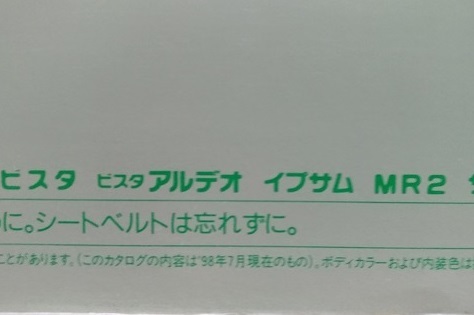 ビスタ ビスタアルデオ イプサム MR2
に。シートベルトは忘れずに。
ことがあります。(このカタログの内容は'98年7月現在のもの)。ボディカラーおよび内装色は